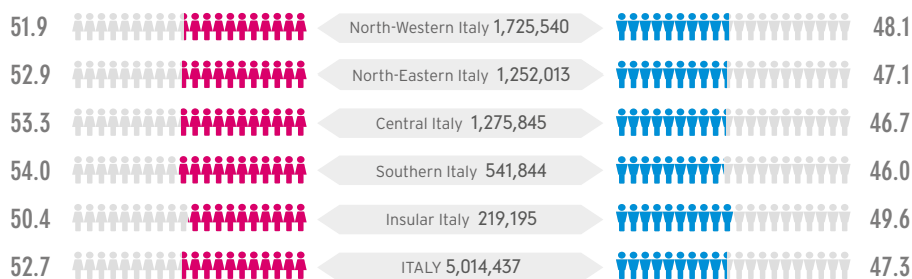 51.9 North-Western Italy 1,725,540 48.1
52.9 North-Eastern Italy 1,252,013 47.1
53.3 Central Italy 1,275,845 46.7
54.0 Southern Italy 541,844 46.0
50.4 Insular Italy 219,195 49.6
52.7 ITALY 5,014,437 47.3